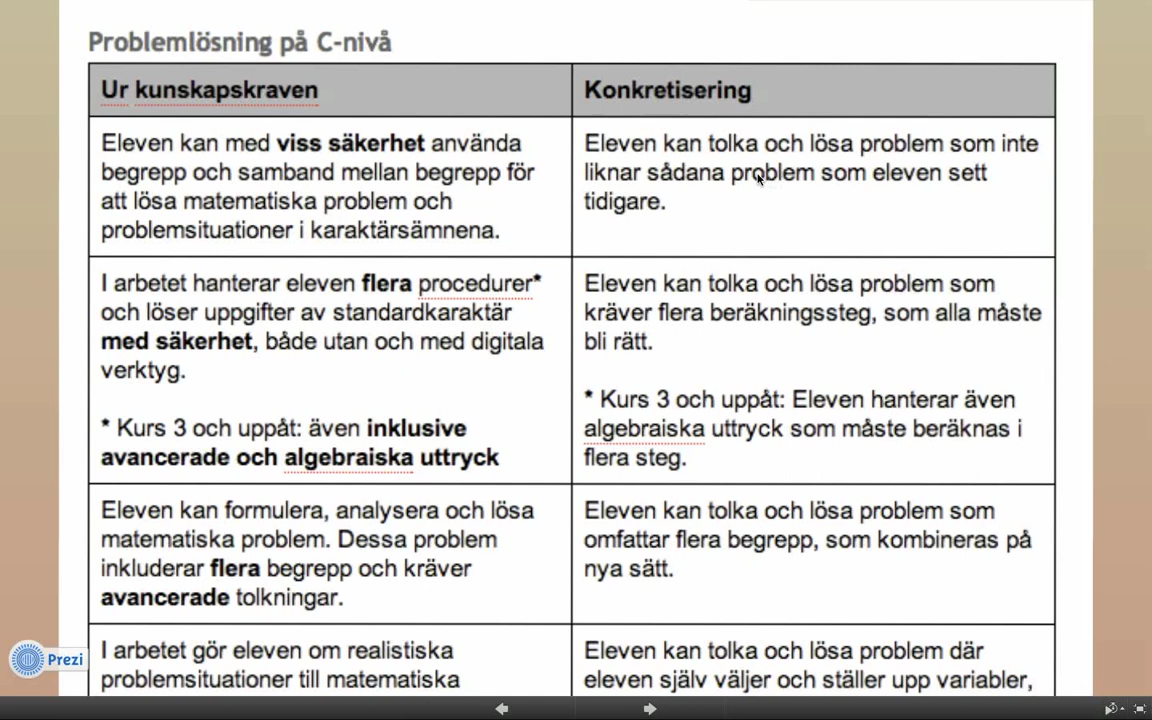 Problemlösning på C-nivå
Ur kunskapskraven
Konkretisering
Eleven kan med viss säkerhet använda
begrepp och samband mellan begrepp för
att lösa matematiska problem och
problemsituationer i karaktärsämnena.
Eleven kan tolka och lösa problem som inte
liknar sådana problem som eleven sett
tidigare.
I arbetet hanterar eleven flera procedurer*
och löser uppgifter av standardkaraktär
med säkerhet, både utan och med digitala
verktyg.
* Kurs 3 och uppåt: även inklusive
avancerade och algebraiska uttryck
Eleven kan tolka och lösa problem som
kräver flera beräkningssteg, som alla måste
bli rätt.
* Kurs 3 och uppåt: Eleven hanterar även
algebraiska uttryck som måste beräknas i
flera steg.
Eleven kan formulera, analysera och lösa
matematiska problem. Dessa problem
inkluderar flera begrepp och kräver
avancerade tolkningar.
Eleven kan tolka och lösa problem som
omfattar flera begrepp, som kombineras på
nya sätt.
I arbetet gör eleven om realistiska
problemsituationer till matematiska
Eleven kan tolka och lösa problem där
eleven själv väljer och ställer upp variabler,
Prezi